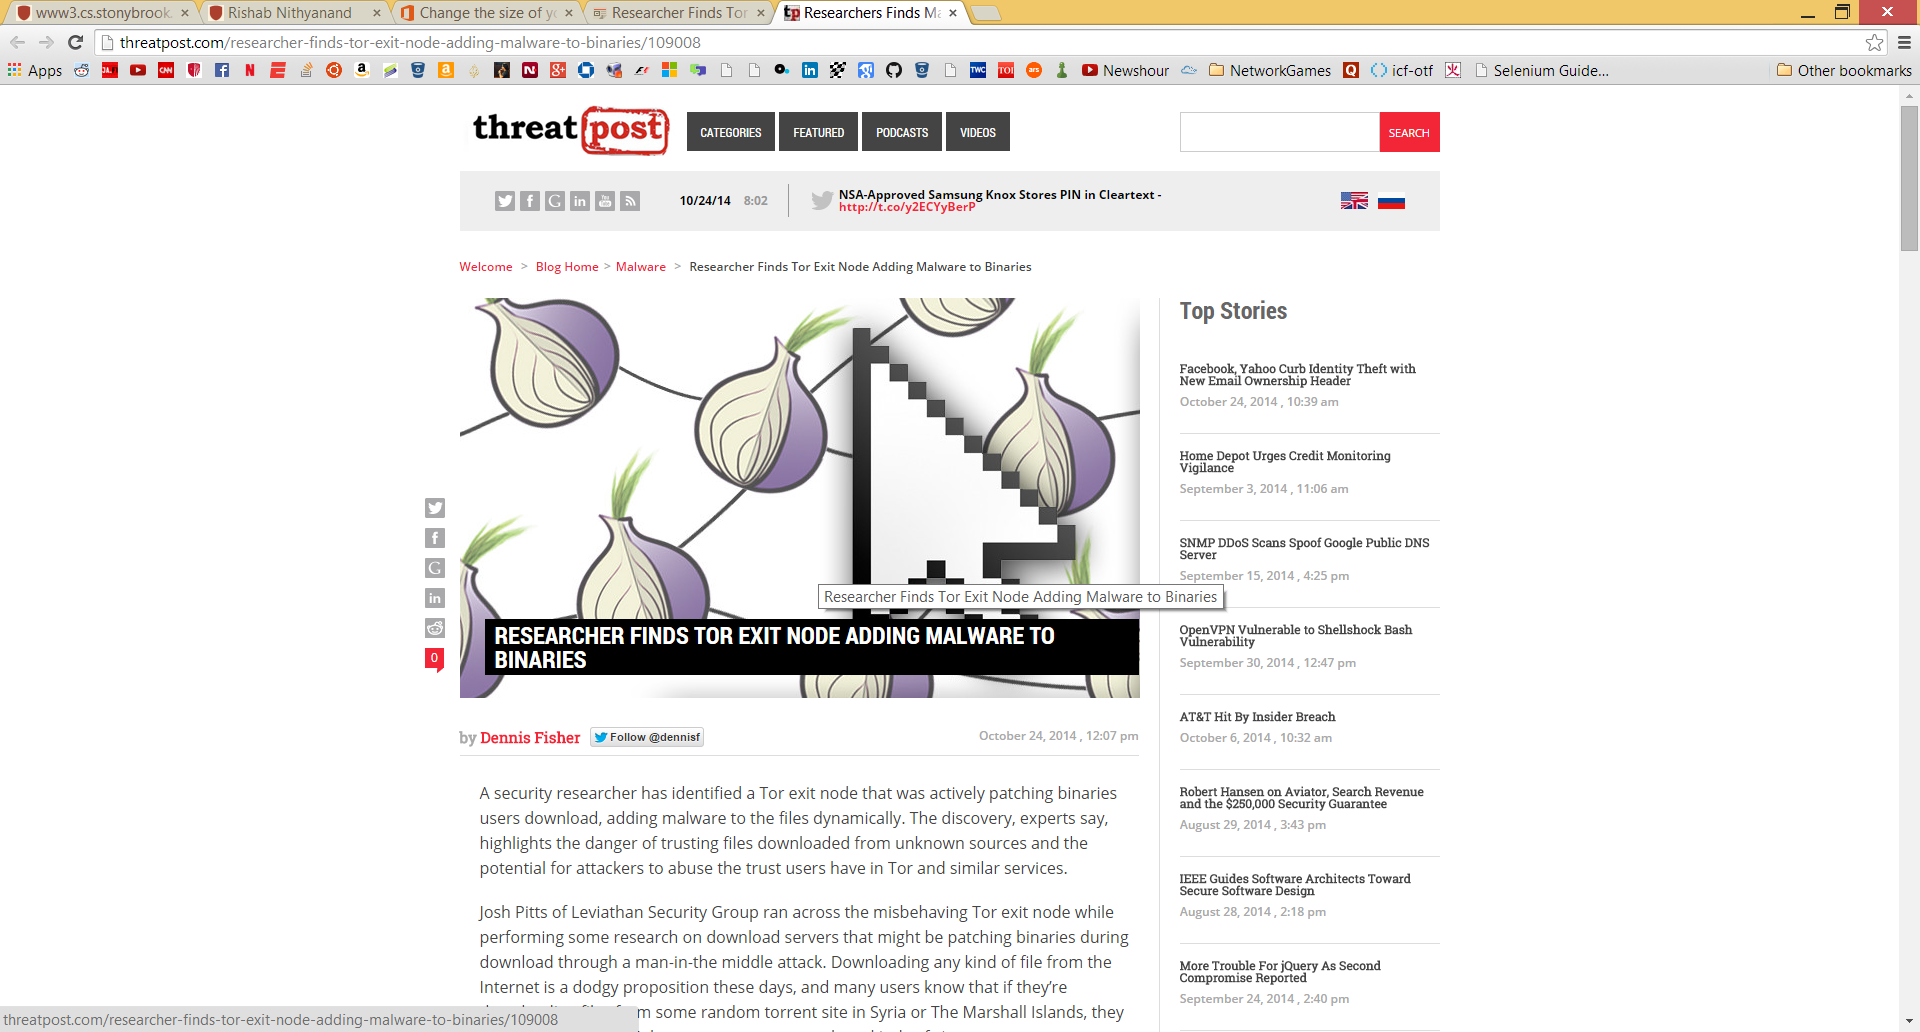 www3.cs.stonybrook.
Rishab Nithyanand
Change the size of yo
Researcher Finds Tor
Researchers Finds Ma
threatpost.com/researcher-finds-tor-exit-node-adding-malware-to-binaries/109008
Apps
Newshour
NetworkGames
icf-otf
Selenium Guide...
Other bookmarks
threatpost
CATEGORIES
FEATURED
PODCASTS
VIDEOS
SEARCH
10/24/14 8:02
NSA-Approved Samsung Knox Stores PIN in Cleartext -
http://t.co/y2ECYyBerP
Welcome > Blog Home > Malware > Researcher Finds Tor Exit Node Adding Malware to Binaries
Researcher Finds Tor Exit Node Adding Malware to Binaries
RESEARCHER FINDS TOR EXIT NODE ADDING MALWARE TO
BINARIES
0
by Dennis Fisher
Follow @dennisf
October 24, 2014 , 12:07 pm
A security researcher has identified a Tor exit node that was actively patching binaries
users download, adding malware to the files dynamically. The discovery, experts say,
highlights the danger of trusting files downloaded from unknown sources and the
potential for attackers to abuse the trust users have in Tor and similar services.
Josh Pitts of Leviathan Security Group ran across the misbehaving Tor exit node while
performing some research on download servers that might be patching binaries during
download through a man-in-the middle attack. Downloading any kind of file from the
Internet is a dodgy proposition these days, and many users know that if they're
some random torrent site in Syria or The Marshall Islands, they
threatpost.com/researcher-finds-tor-exit-node-adding-malware-to-binaries/109008
Top Stories
Facebook, Yahoo Curb Identity Theft with
New Email Ownership Header
October 24, 2014 , 10:39 am
Home Depot Urges Credit Monitoring
Vigilance
September 3, 2014 , 11:06 am
SNMP DDoS Scans Spoof Google Public DNS
Server
September 15, 2014 , 4:25 pm
OpenVPN Vulnerable to Shellshock Bash
Vulnerability
September 30, 2014 , 12:47 pm
AT&T Hit By Insider Breach
October 6, 2014 , 10:32 am
Robert Hansen on Aviator, Search Revenue
and the $250,000 Security Guarantee
August 29, 2014 , 3:43 pm
IEEE Guides Software Architects Toward
Secure Software Design
August 28, 2014 , 2:18 pm
More Trouble For jQuery As Second
Compromise Reported
September 24, 2014 , 2:40 pm